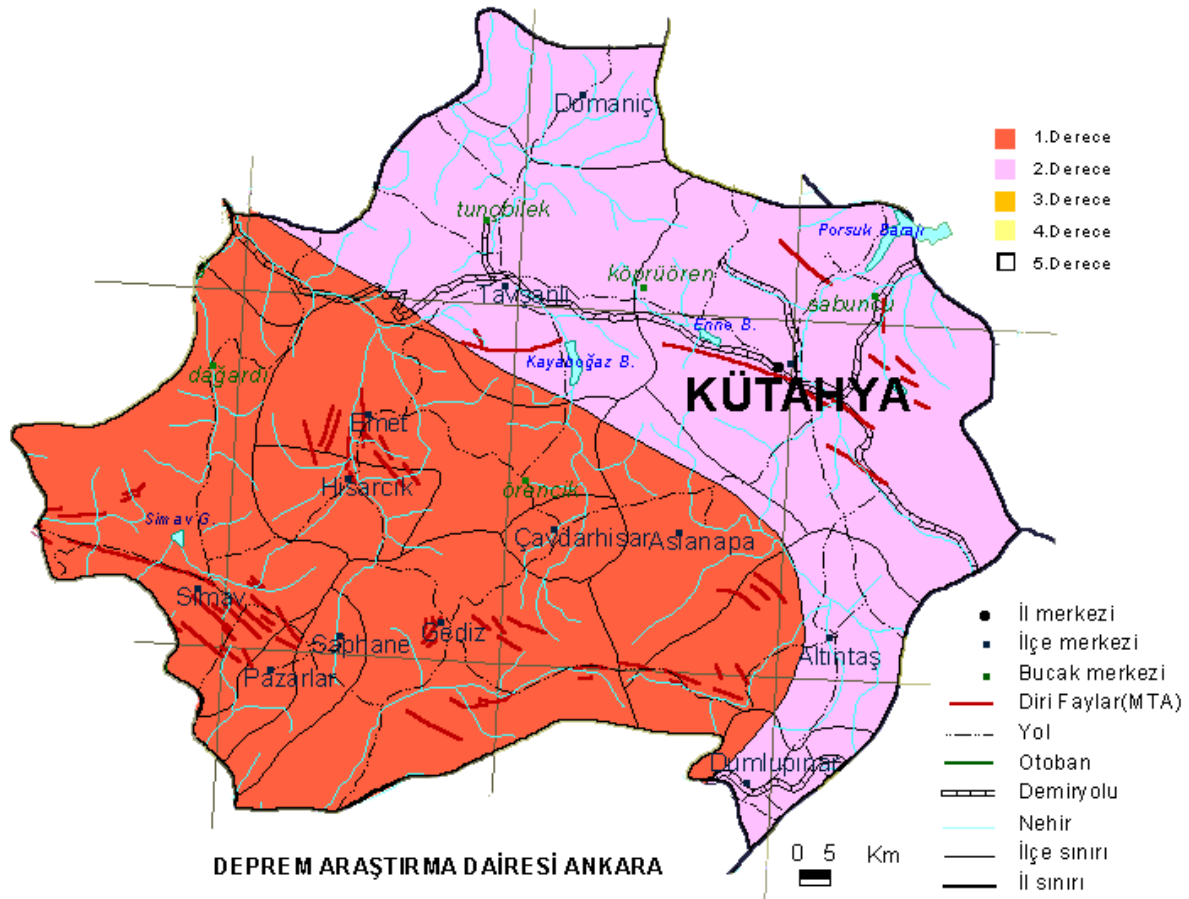 Domaniç
1.Derece
2.Derece
3.Derece
4.Derece
5.Derece
tunçbilek
Porsuk Barajı
köprüören
Tavşanlı
sabuncu
Enne B.
Kayaboğaz B.
dağardı
KÜTAHYA
Emet
Hisarcık
örencik
Simav G.
Çavdarhisar
Aslanapa
Simav
Gediz
Şaphane
Altıntaş
Pazarlar
Dumlupınar
İl merkezi
İlçe merkezi
Bucak merkezi
Diri Faylar(MTA)
Yol
Otoban
Demiryolu
Nehir
İlçe sınırı
İl sınırı
0 5 Km
DEPREM ARAŞTIRMA DAİRESİ ANKARA